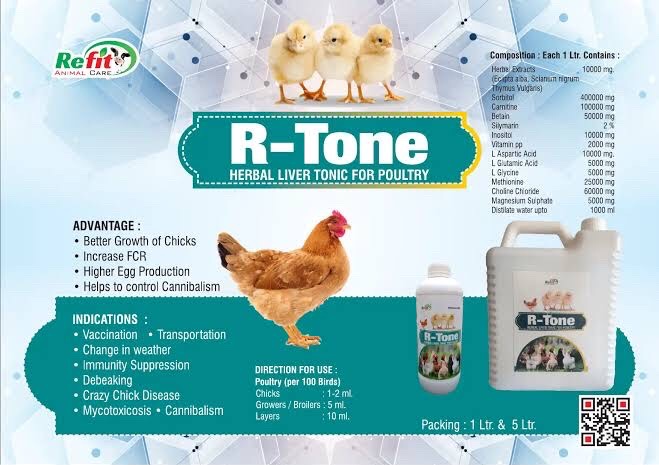 Refit
ANIMAL CARE
R-Tone
HERBAL LIVER TONIC FOR POULTRY
Composition : Each 1 Ltr. Contains :
Herbal Extracts 10000 mg.
(Eclipta alba, Solanum nigrum
Thymus Vulgaris)
Sorbitol 400000 mg
Carnitine 100000 mg
Betain 50000 mg
Silymarin 2 %
Inositol 10000 mg
Vitamin pp 2000 mg
L Aspartic Acid 10000 mg.
L Glutamic Acid 5000 mg
L Glycine 5000 mg
Methionine 25000 mg
Choline Chloride 60000 mg
Magnesium Sulphate 5000 mg
Distilate water upto 1000 ml
ADVANTAGE :
• Better Growth of Chicks
• Increase FCR
• Higher Egg Production
• Helps to control Cannibalism
INDICATIONS :
• Vaccination • Transportation
• Change in weather
• Immunity Suppression
• Debeaking
• Crazy Chick Disease
• Mycotoxicosis • Cannibalism
DIRECTION FOR USE :
Poultry (per 100 Birds)
Chicks : 1-2 ml.
Growers / Broilers : 5 ml.
Layers : 10 ml.
Refit
R-Tone
Refit
R-Tone
HERBAL LIVER TONIC FOR POULTRY
Packing : 1 Ltr. & 5 Ltr.